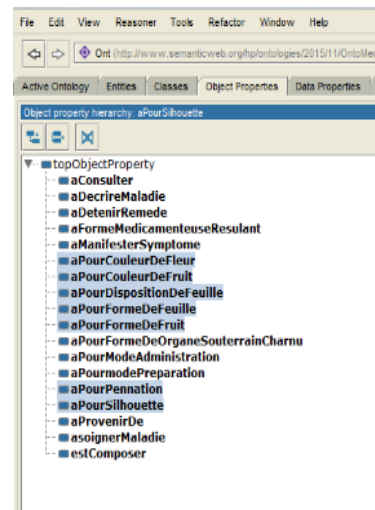 File Edit View Reasoner Tools Refactor Window Help
Ont (http://www.semanticweb.org/hp/ontologies/2015/11/OntoMe
Active Ontology Entities Classes Object Properties Data Properties
Object property hierarchy: aPourSilhouette
topObjectProperty
aConsulter
aDecrireMaladie
aDetenirRemede
aFormeMedicamenteuseResulant
aManifesterSymptome
aPourCouleurDeFleur
aPourCouleurDeFruit
aPourDispositionDeFeuille
aPourFormeDeFeuille
aPourFormeDeFruit
aPourFormeDeOrganeSouterrainCharnu
aPourModeAdministration
aPourmodePreparation
aPourPennation
aPourSilhouette
aProvenirDe
asoignerMaladie
estComposer